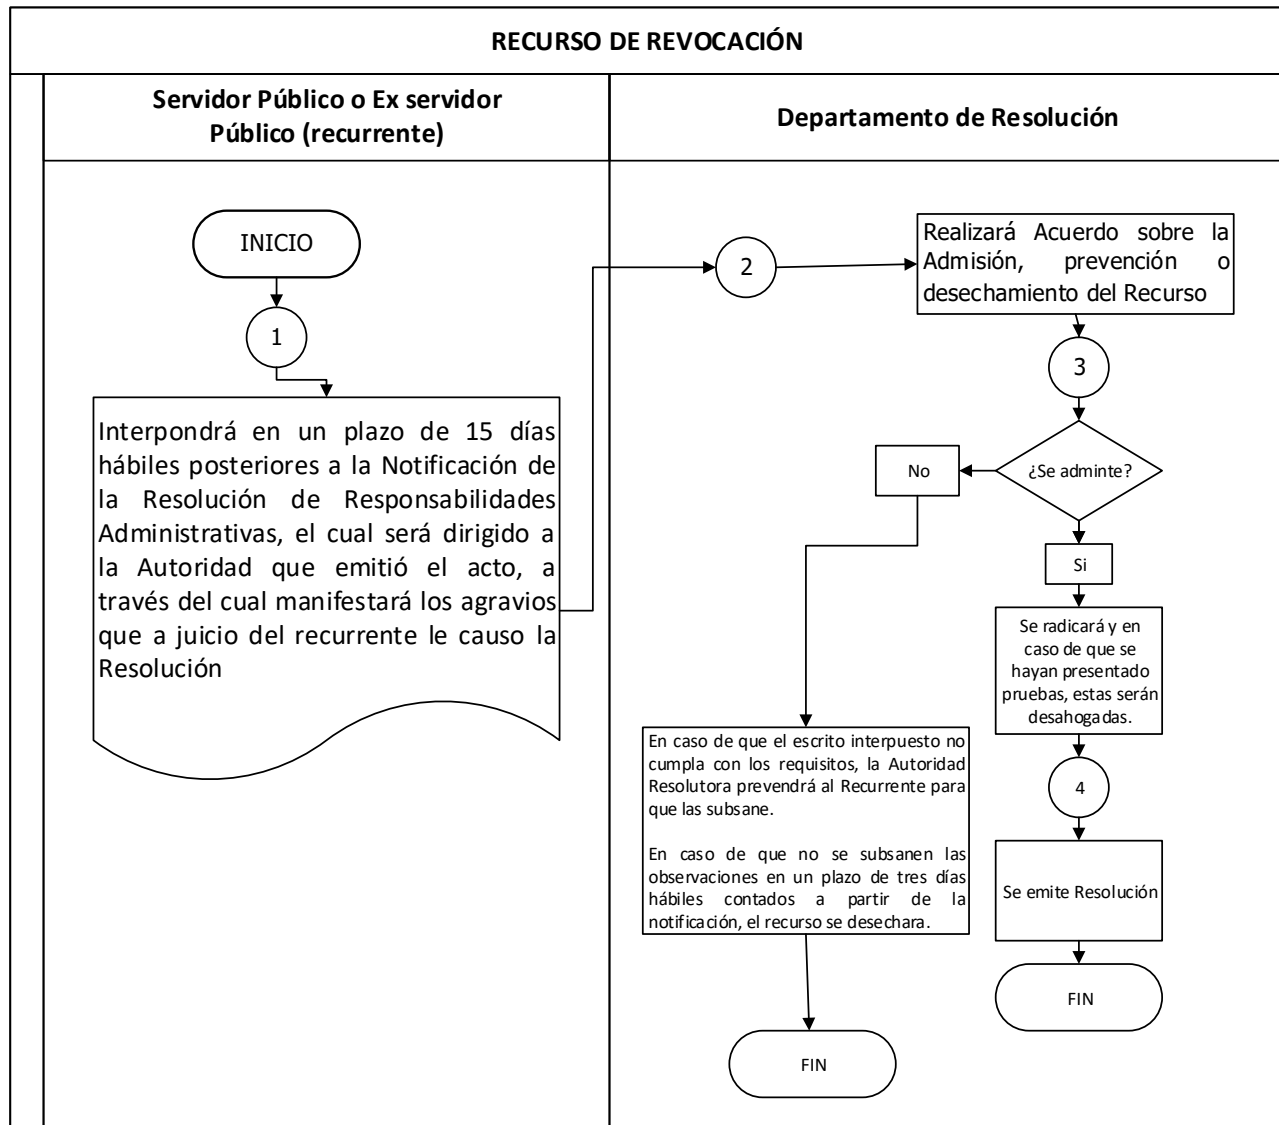 RECURSO DE REVOCACIÓN
Servidor Público o Ex servidor
Público (recurrente)
Departamento de Resolución
INICIO
1
Interpondrá en un plazo de 15 días
hábiles posteriores a la Notificación de
la Resolución de Responsabilidades
Administrativas, el cual será dirigido a
la Autoridad que emitió el acto, a
través del cual manifestará los agravios
que a juicio del recurrente le causo la
Resolución
2
Realizará Acuerdo sobre la
Admisión, prevención o
desechamiento del Recurso
3
¿Se adminte?
No
Si
Se radicará y en
caso de que se
hayan presentado
pruebas, estas serán
desahogadas.
En caso de que el escrito interpuesto no
cumpla con los requisitos, la Autoridad
Resolutora prevendrá al Recurrente para
que las subsane.
En caso de que no se subsanen las
observaciones en un plazo de tres días
hábiles contados a partir de la
notificación, el recurso se desechara.
4
Se emite Resolución
FIN
FIN